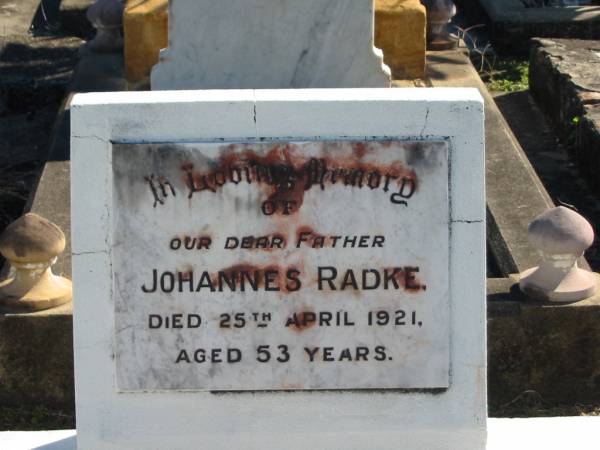 In Loving Memory
OF
OUR DEAR FATHER
JOHANNES RADKE.
DIED 25TH APRIL 1921,
AGED 53 YEARS.